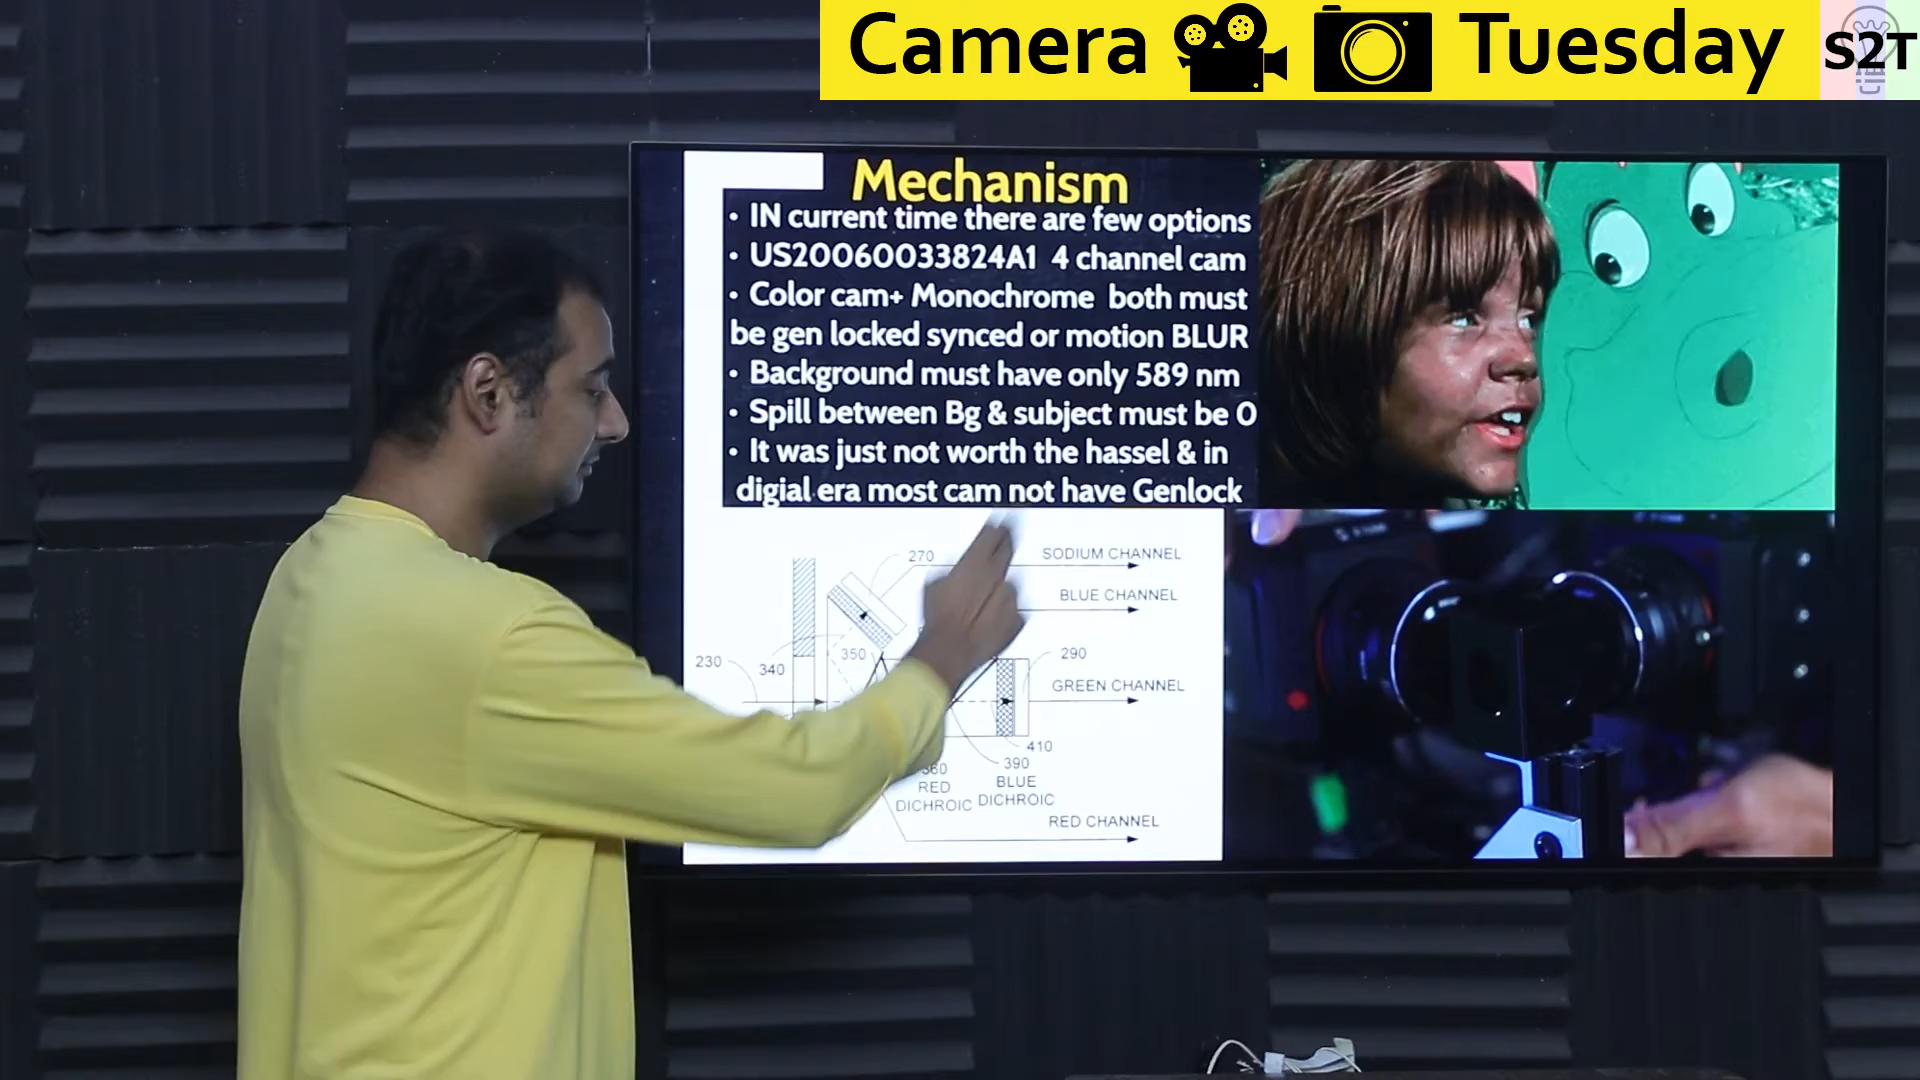 Camera Tuesday S2T
Mechanism
• IN current time there are few options
• US20060033824A1 4 channel cam
• Color cam+ Monochrome both must
be gen locked synced or motion BLUR
• Background must have only 589 nm
• Spill between Bg & subject must be 0
• It was just not worth the hassel & in
digial era most cam not have Genlock
270 SODIUM CHANNEL
BLUE CHANNEL
230 340 350 290
GREEN CHANNEL
410
360 390
RED BLUE
DICHROIC DICHROIC
RED CHANNEL